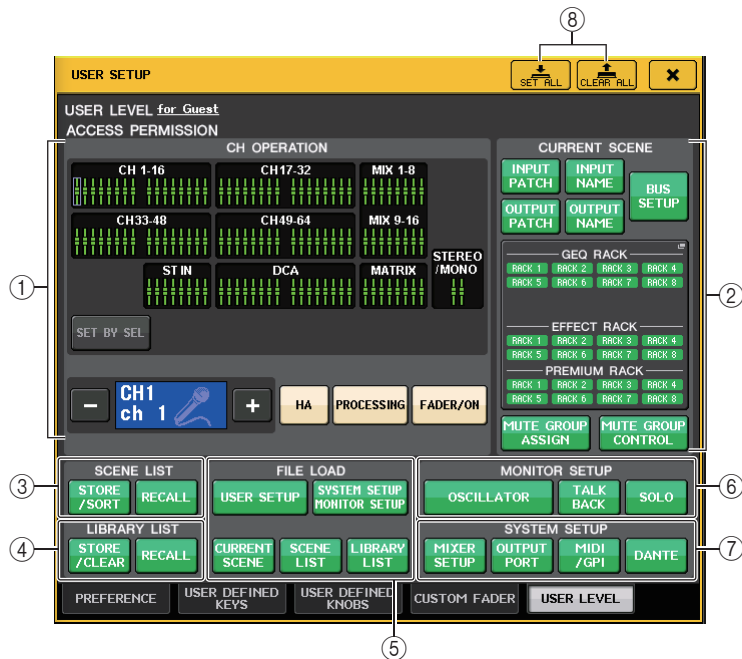 ⑧
USER SETUP
SET ALL
CLEAR ALL
USER LEVEL for Guest
ACCESS PERMISSION
CH OPERATION
CH 1-16
CH17-32
MIX 1-8
CH33-48
CH49-64
MIX 9-16
STEREO
/MONO
ST IN
DCA
MATRIX
SET BY SEL
①
CH1
ch 1
−
+
HA
PROCESSING
FADER/ON
CURRENT SCENE
INPUT
PATCH
INPUT
NAME
BUS
SETUP
OUTPUT
PATCH
OUTPUT
NAME
GEQ RACK
RACK 1 RACK 2 RACK 3 RACK 4
RACK 5 RACK 6 RACK 7 RACK 8
②
EFFECT RACK
RACK 1 RACK 2 RACK 3 RACK 4
RACK 5 RACK 6 RACK 7 RACK 8
PREMIUM RACK
RACK 1 RACK 2 RACK 3 RACK 4
RACK 5 RACK 6 RACK 7 RACK 8
MUTE GROUP
ASSIGN
MUTE GROUP
CONTROL
③
SCENE LIST
STORE
/SORT
RECALL
④
LIBRARY LIST
STORE
/CLEAR
RECALL
FILE LOAD
USER SETUP
SYSTEM SETUP
MONITOR SETUP
CURRENT
SCENE
SCENE
LIST
LIBRARY
LIST
⑤
MONITOR SETUP
OSCILLATOR
TALK
BACK
SOLO
⑥
SYSTEM SETUP
MIXER
SETUP
OUTPUT
PORT
MIDI
/GPI
DANTE
⑦
PREFERENCE
USER DEFINED
KEYS
USER DEFINED
KNOBS
CUSTOM FADER
USER LEVEL